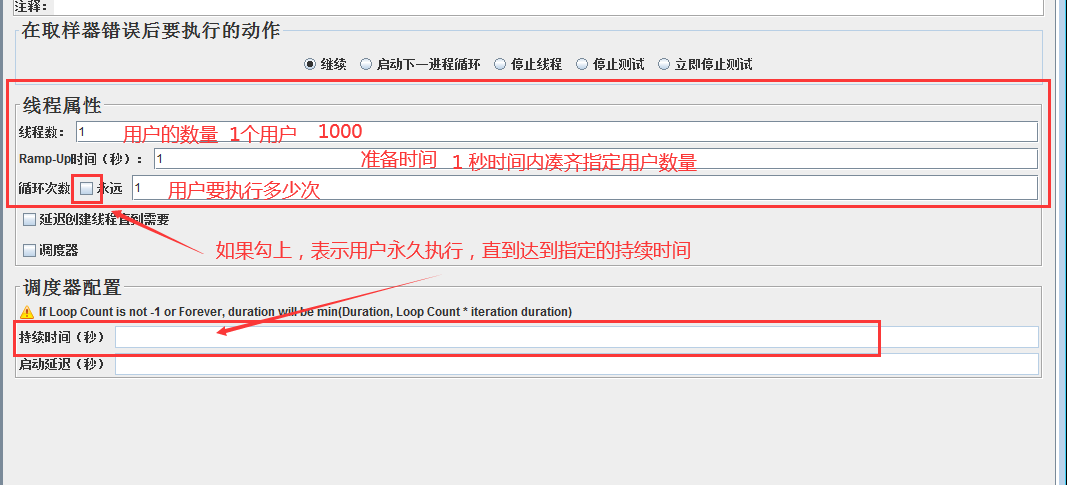 注释:
在取样器错误后要执行的动作
继续 启动下一进程循环 停止线程 停止测试 立即停止测试
线程属性
线程数: 1 用户的数量 1个用户 1000
Ramp-Up时间(秒): 1 准备时间 1 秒时间内凑齐指定用户数量
循环次数 永远 1 用户要执行多少次
延迟创建线程直到需要
调度器 如果勾上,表示用户永久执行,直到达到指定的持续时间
调度器配置
If Loop Count is not -1 or Forever, duration will be min(Duration, Loop Count * iteration duration)
持续时间(秒)
启动延迟(秒)